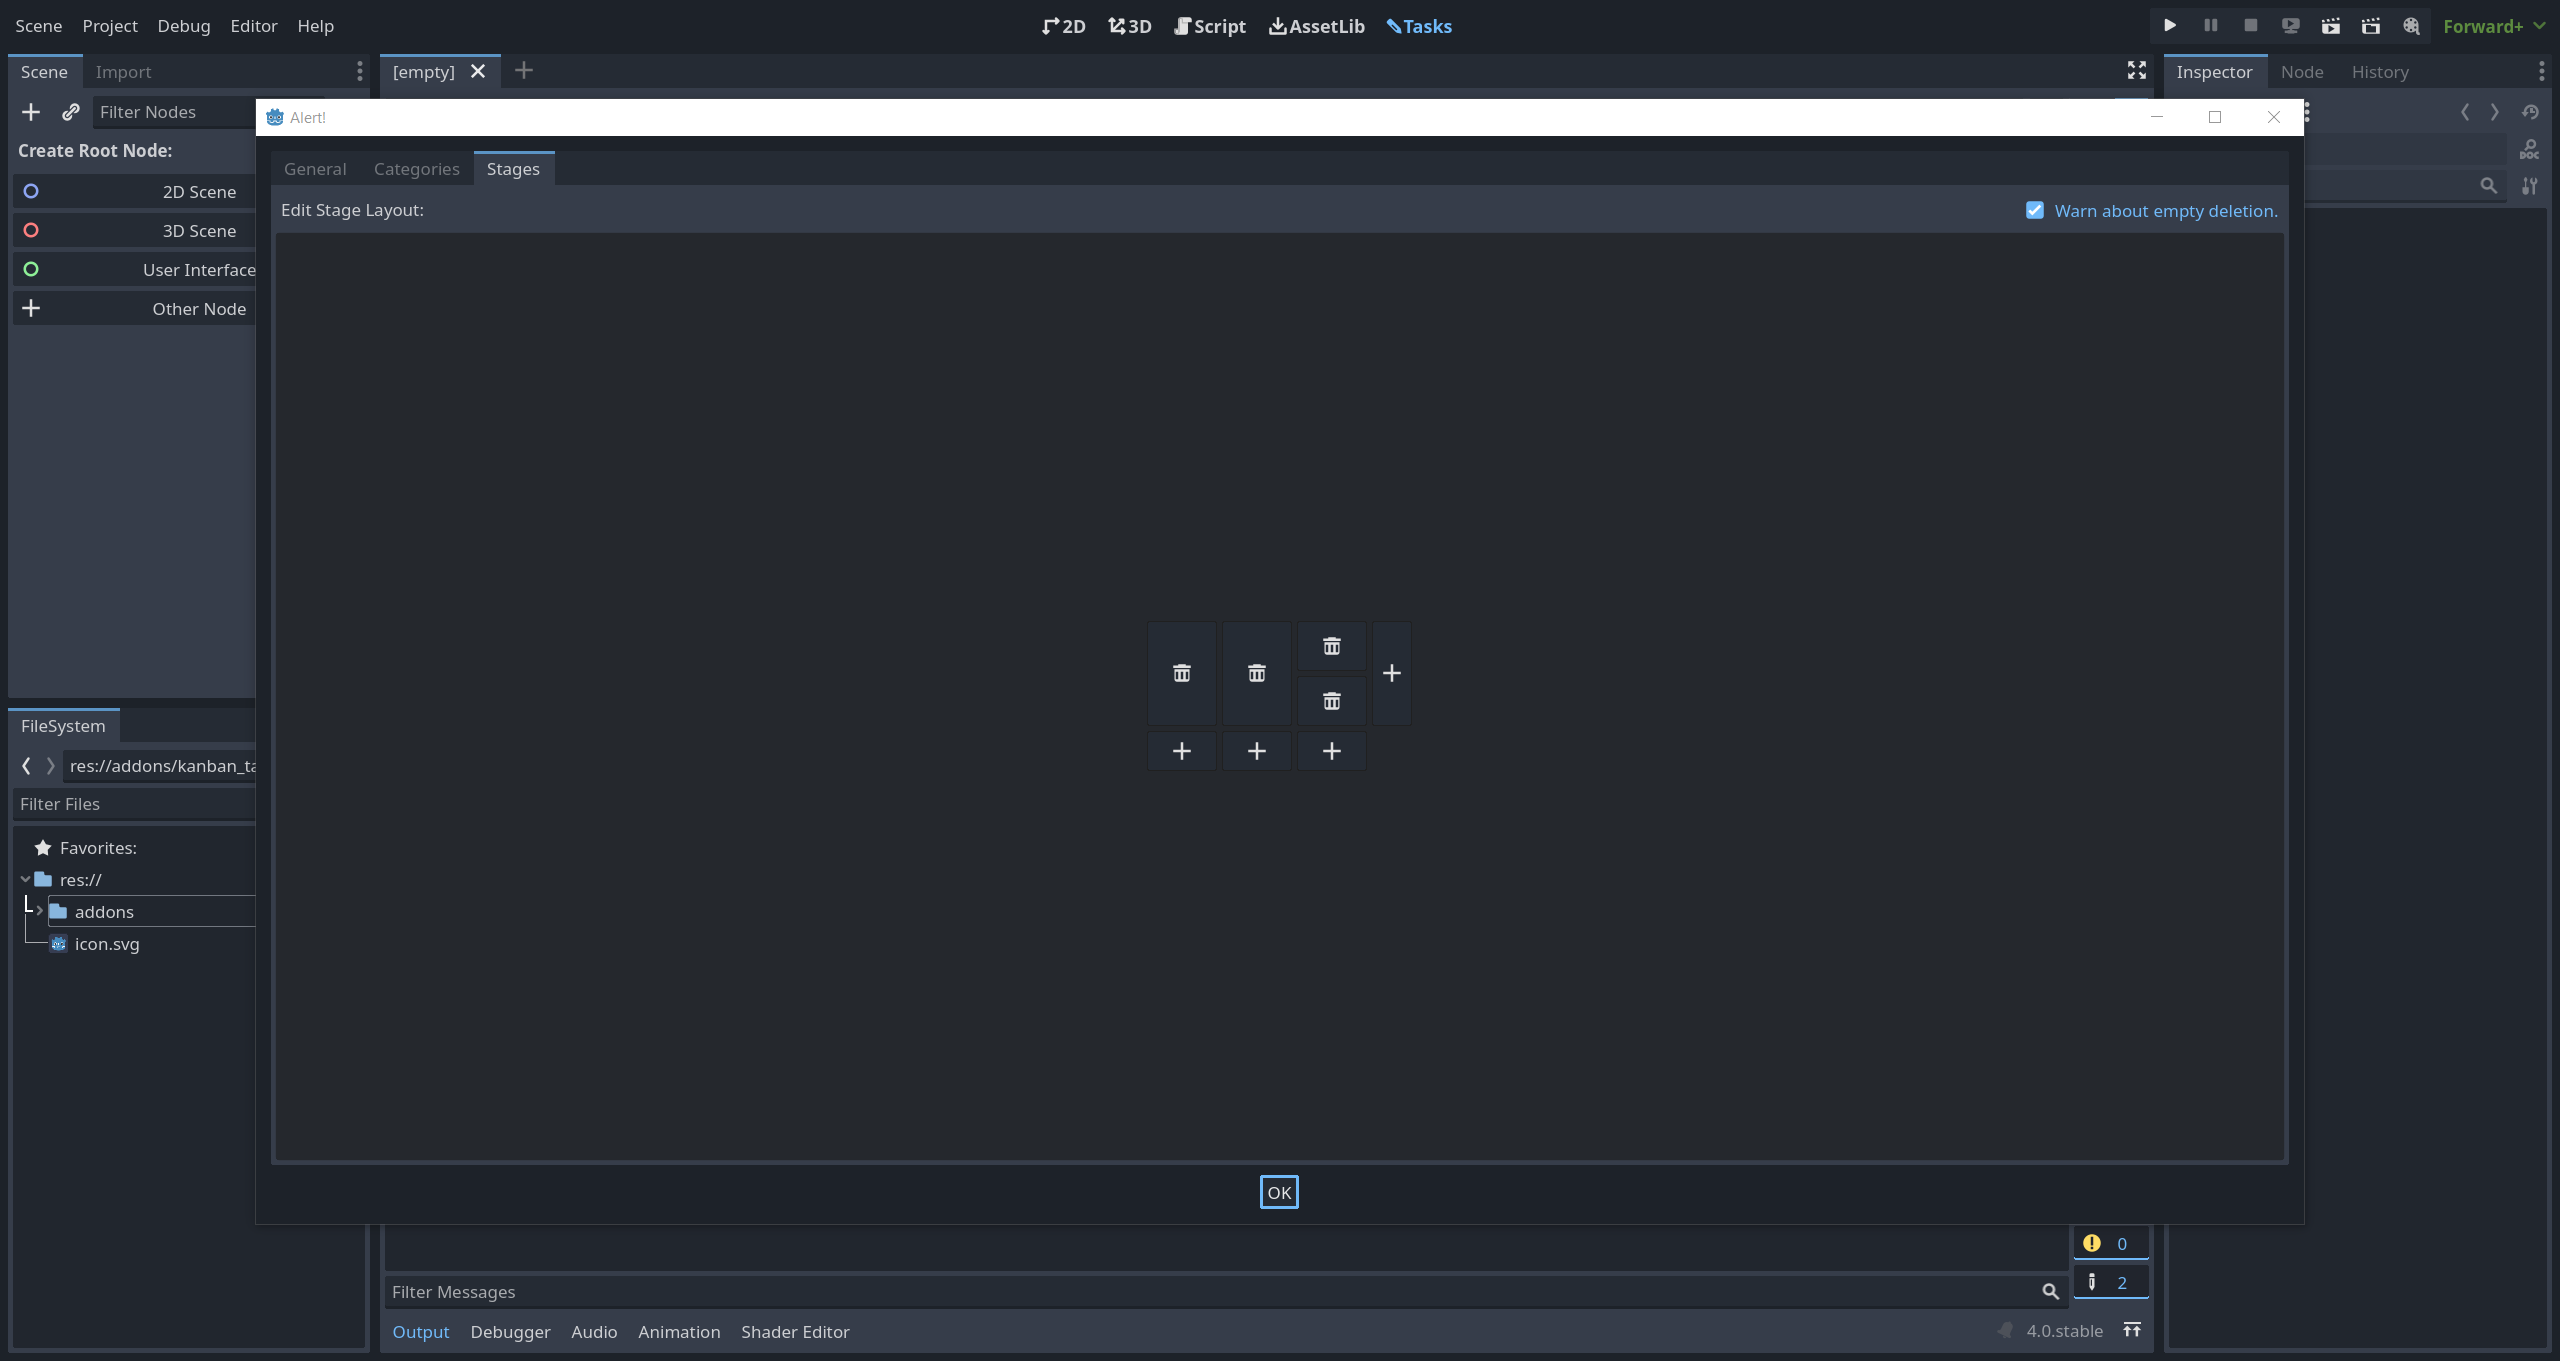 Scene Project Debug Editor Help
2D 3D Script AssetLib Tasks
Forward+
Scene Import
[empty]
Inspector Node History
Filter Nodes
Alert!
Create Root Node:
DOC
General Categories Stages
2D Scene
Edit Stage Layout:
Warn about empty deletion.
3D Scene
User Interface
Other Node
FileSystem
res://addons/kanban_ta
Filter Files
Favorites:
res://
addons
icon.svg
OK
0
Filter Messages
2
Output Debugger Audio Animation Shader Editor
4.0.stable